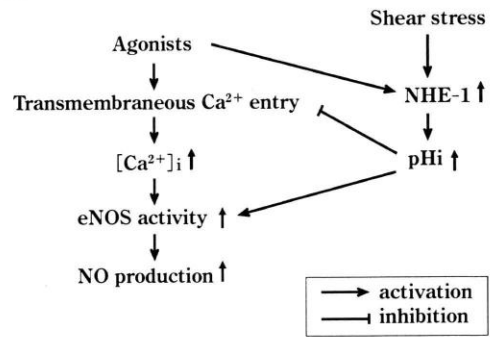 Shear stress
Agonists
NHE-1 ↑
Transmembraneous Ca²⁺ entry
pHi ↑
[Ca²⁺]i ↑
eNOS activity ↑
NO production ↑
activation
inhibition